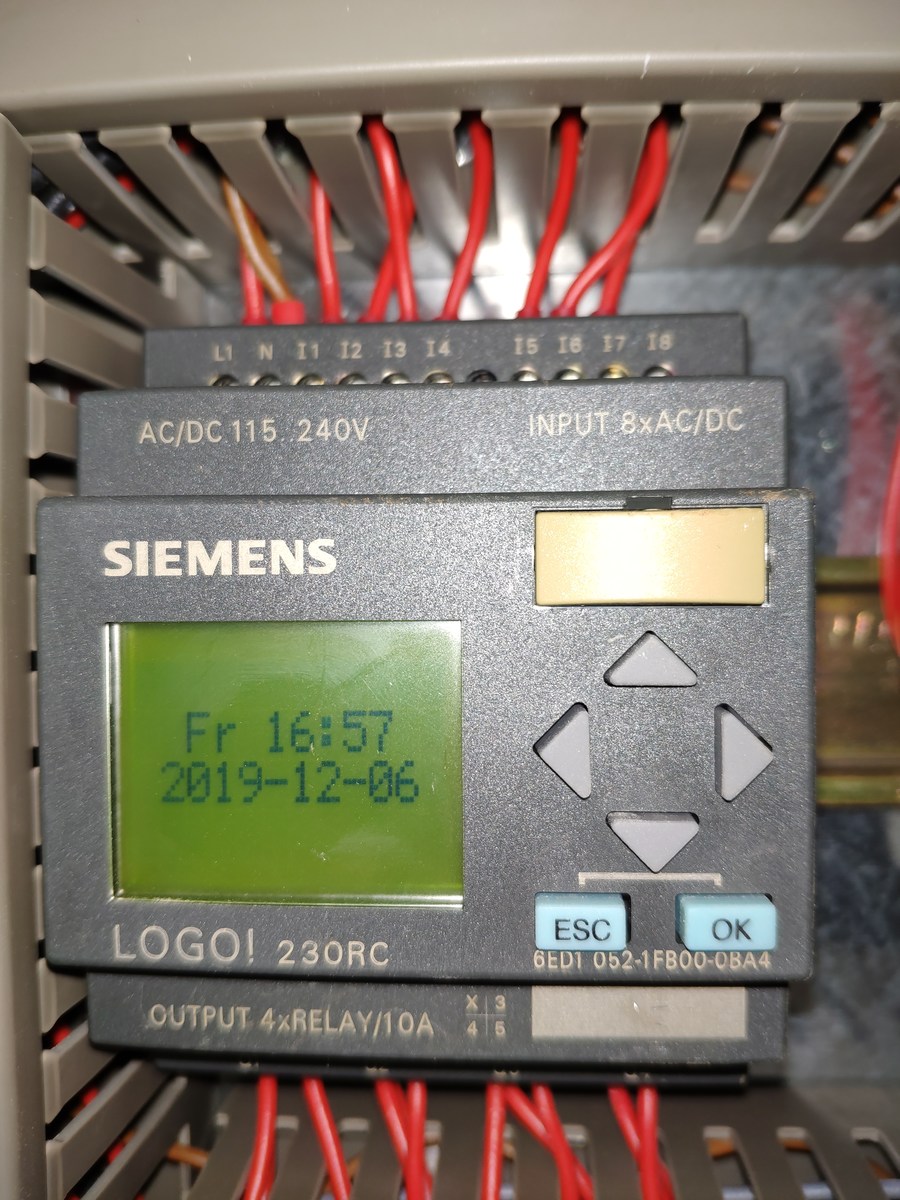 L1 N I1 I2 I3 I4 I5 I6 I7 I8
AC/DC 115..240V INPUT 8xAC/DC
SIEMENS
Fr 16:57
2019-12-06
ESC OK
LOGO! 230RC 6ED1 052-1FB00-0BA4
OUTPUT 4xRELAY/10A
X 3
4 5